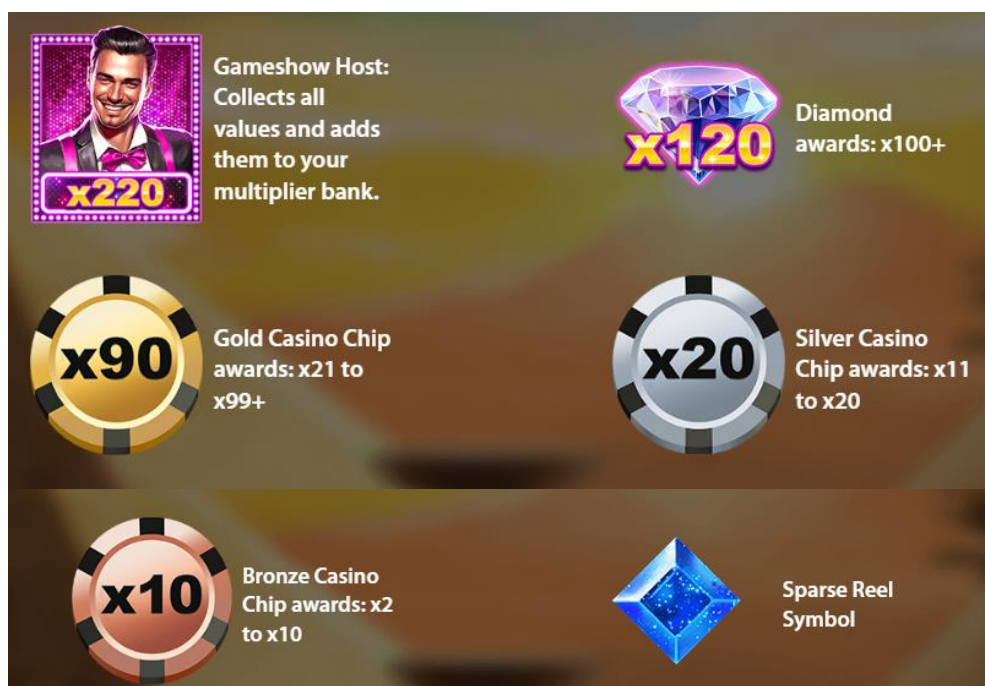 x220
Gameshow Host:
Collects all
values and adds
them to your
multiplier bank.
x120
Diamond
awards: x100+
x90
Gold Casino Chip
awards: x21 to
x99+
x20
Silver Casino
Chip awards: x11
to x20
x10
Bronze Casino
Chip awards: x2
to x10
Sparse Reel
Symbol